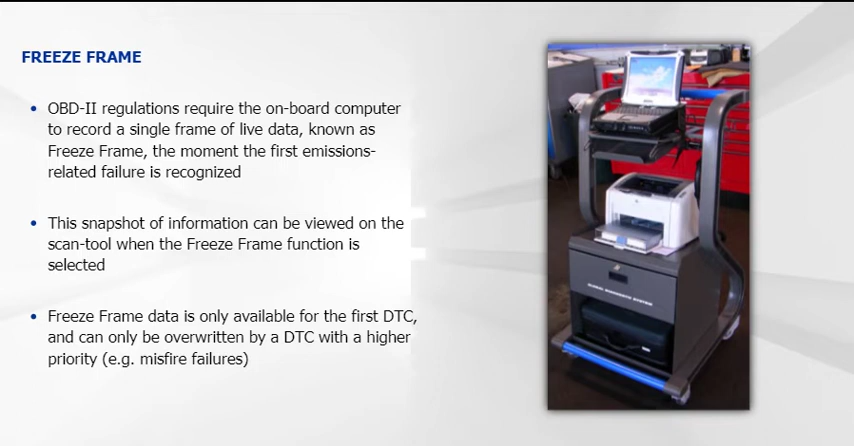 FREEZE FRAME
• OBD-II regulations require the on-board computer
to record a single frame of live data, known as
Freeze Frame, the moment the first emissions-
related failure is recognized
• This snapshot of information can be viewed on the
scan-tool when the Freeze Frame function is
selected
• Freeze Frame data is only available for the first DTC,
and can only be overwritten by a DTC with a higher
priority (e.g. misfire failures)
GLOBAL DIAGNOSTIC SYSTEM